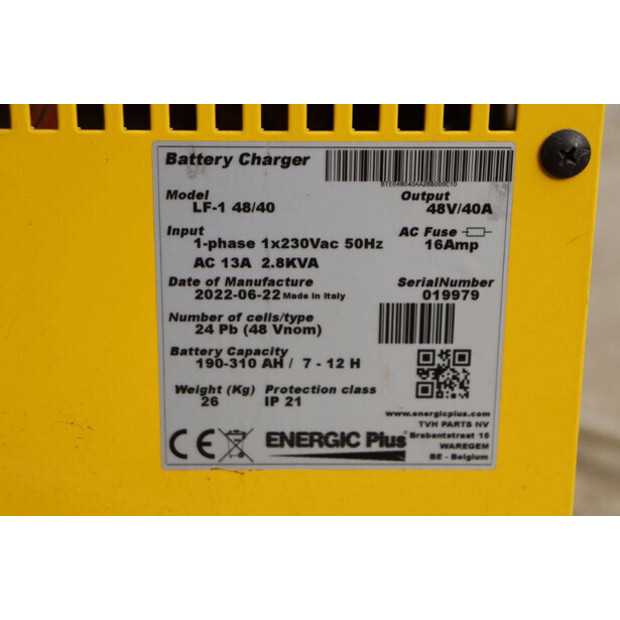 Battery Charger
Model
LF-1 48/40
Output
48V/40A
Input
1-phase 1x230Vac 50Hz
AC 13A 2.8KVA
AC Fuse
16Amp
Date of Manufacture
2022-06-22 Made in Italy
SerialNumber
019979
Number of cells/type
24 Pb (48 Vnom)
Battery Capacity
190-310 AH / 7 - 12 H
Weight (Kg)
26
Protection class
IP 21
www.energicplus.com
TVH PARTS NV
Brabantstraat 15
WAREGEM
BE - Belgium
CE
ENERGIC Plus